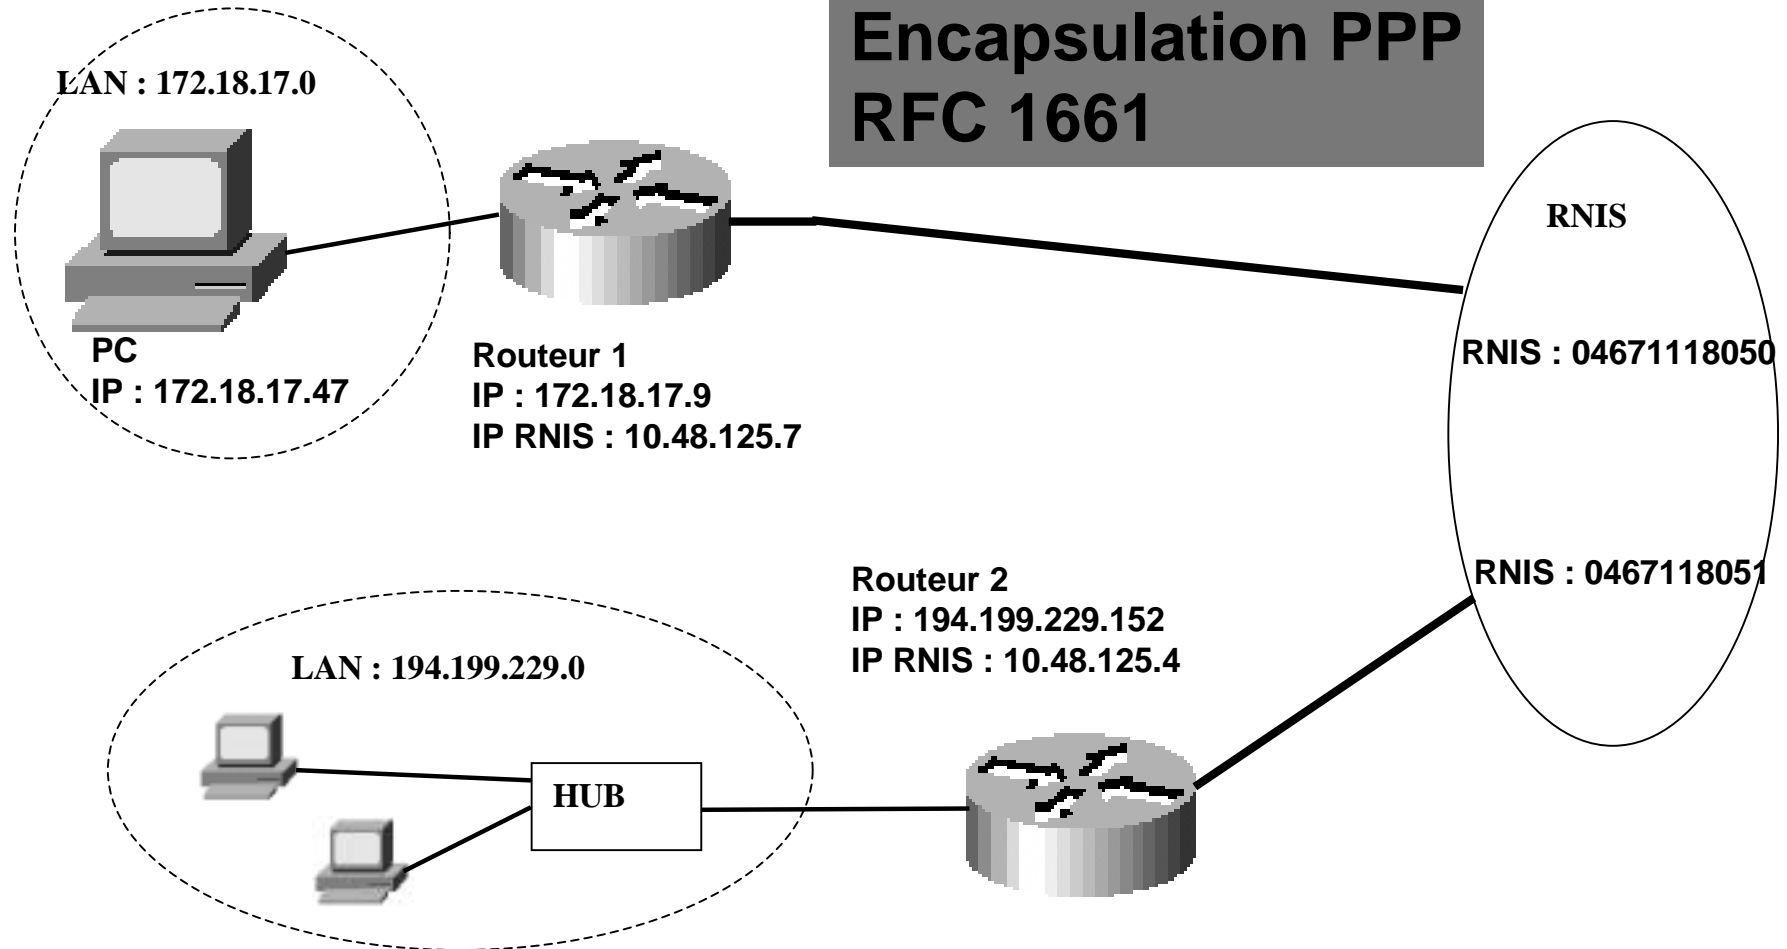 Encapsulation PPP
RFC 1661
LAN : 172.18.17.0
RNIS
PC
IP : 172.18.17.47
Routeur 1
IP : 172.18.17.9
IP RNIS : 10.48.125.7
RNIS : 04671118050
RNIS : 0467118051
Routeur 2
IP : 194.199.229.152
IP RNIS : 10.48.125.4
LAN : 194.199.229.0
HUB